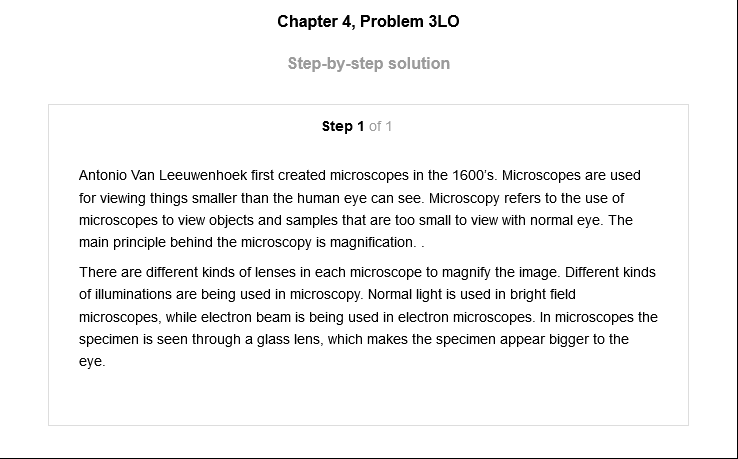 Chapter 4, Problem 3LO
Step-by-step solution
Step 1 of 1
Antonio Van Leeuwenhoek first created microscopes in the 1600's. Microscopes are used
for viewing things smaller than the human eye can see. Microscopy refers to the use of
microscopes to view objects and samples that are too small to view with normal eye. The
main principle behind the microscopy is magnification. .
There are different kinds of lenses in each microscope to magnify the image. Different kinds
of illuminations are being used in microscopy. Normal light is used in bright field
microscopes, while electron beam is being used in electron microscopes. In microscopes the
specimen is seen through a glass lens, which makes the specimen appear bigger to the
eye.